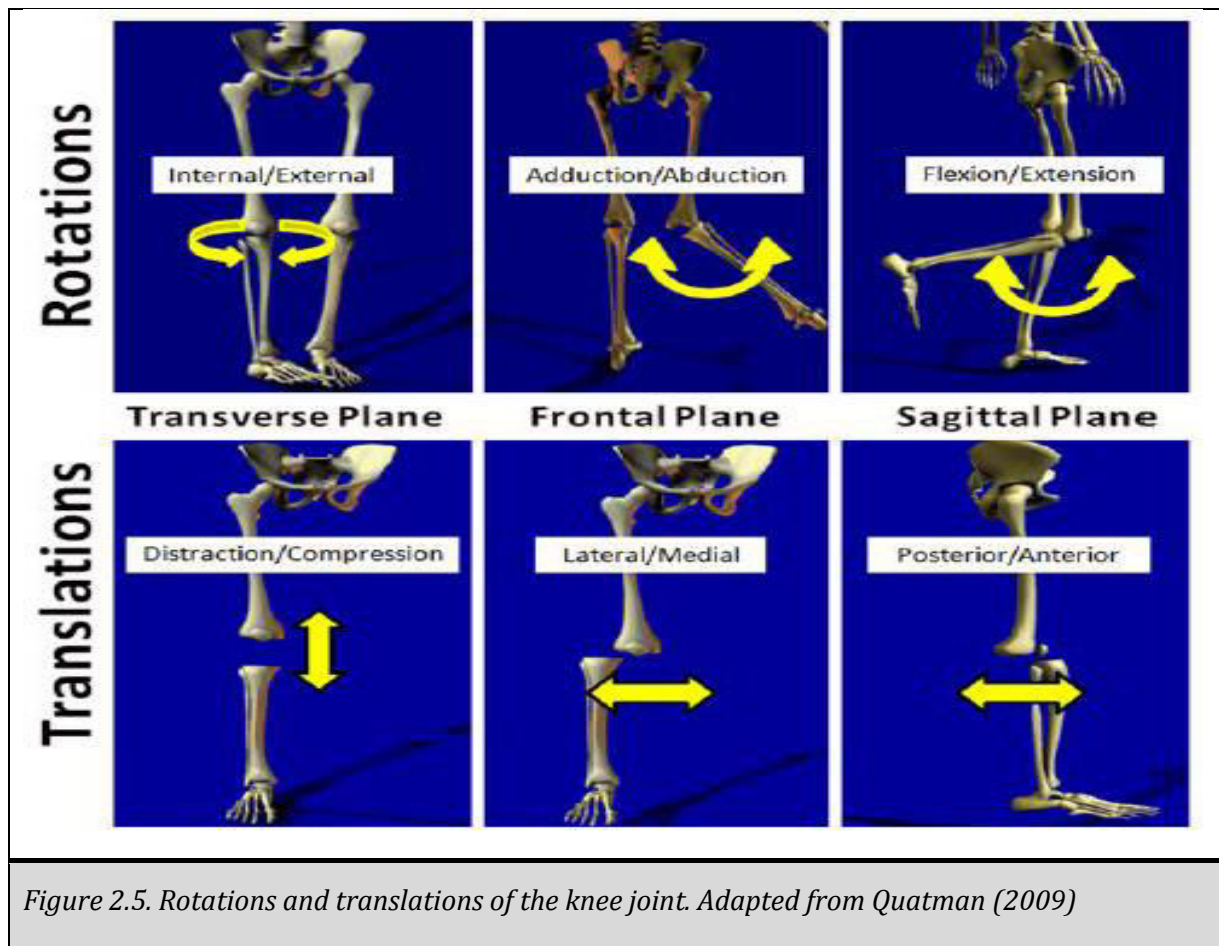 Rotations
Internal/External
Adduction/Abduction
Flexion/Extension
Transverse Plane
Frontal Plane
Sagittal Plane
Translations
Distraction/Compression
Lateral/Medial
Posterior/Anterior
Figure 2.5. Rotations and translations of the knee joint. Adapted from Quatman (2009)